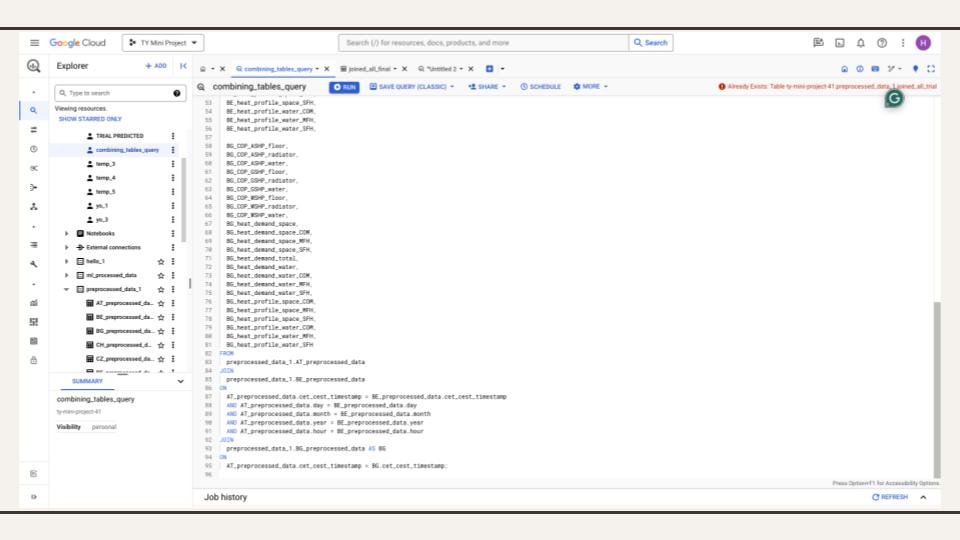 Google Cloud
TY Mini Project
Search (/) for resources, docs, products, and more
Search
H
Explorer
+ ADD
combining_tables_query
joined_all_final
*Untitled 2
Type to search
combining_tables_query
RUN
SAVE QUERY (CLASSIC)
SHARE
SCHEDULE
MORE
Already Exists: Table ty-mini-project-41:preprocessed_data_1.joined_all_trial
Viewing resources.
SHOW STARRED ONLY
TRIAL PREDICTED
combining_tables_query
temp_3
temp_4
temp_5
yo_1
yo_3
Notebooks
External connections
hello_1
ml_processed_data
preprocessed_data_1
AT_preprocessed_da...
BE_preprocessed_da...
BG_preprocessed_da...
CH_preprocessed_d...
CZ_preprocessed_da...
SUMMARY
combining_tables_query
ty-mini-project-41
Visibility personal
53 BE_heat_profile_space_SFH,
54 BE_heat_profile_water_COM,
55 BE_heat_profile_water_MFH,
56 BE_heat_profile_water_SFH,
57
58 BG_COP_ASHP_floor,
59 BG_COP_ASHP_radiator,
60 BG_COP_ASHP_water,
61 BG_COP_GSHP_floor,
62 BG_COP_GSHP_radiator,
63 BG_COP_GSHP_water,
64 BG_COP_WSHP_floor,
65 BG_COP_WSHP_radiator,
66 BG_COP_WSHP_water,
67 BG_heat_demand_space,
68 BG_heat_demand_space_COM,
69 BG_heat_demand_space_MFH,
70 BG_heat_demand_space_SFH,
71 BG_heat_demand_total,
72 BG_heat_demand_water,
73 BG_heat_demand_water_COM,
74 BG_heat_demand_water_MFH,
75 BG_heat_demand_water_SFH,
76 BG_heat_profile_space_COM,
77 BG_heat_profile_space_MFH,
78 BG_heat_profile_space_SFH,
79 BG_heat_profile_water_COM,
80 BG_heat_profile_water_MFH,
81 BG_heat_profile_water_SFH
82 FROM
83 preprocessed_data_1.AT_preprocessed_data
84 JOIN
85 preprocessed_data_1.BE_preprocessed_data
86 ON
87 AT_preprocessed_data.cet_cest_timestamp = BE_preprocessed_data.cet_cest_timestamp
88 AND AT_preprocessed_data.day = BE_preprocessed_data.day
89 AND AT_preprocessed_data.month = BE_preprocessed_data.month
90 AND AT_preprocessed_data.year = BE_preprocessed_data.year
91 AND AT_preprocessed_data.hour = BE_preprocessed_data.hour
92 JOIN
93 preprocessed_data_1.BG_preprocessed_data AS BG
94 ON
95 AT_preprocessed_data.cet_cest_timestamp = BG.cet_cest_timestamp;
96
Press Option+F1 for Accessibility Options.
Job history
REFRESH